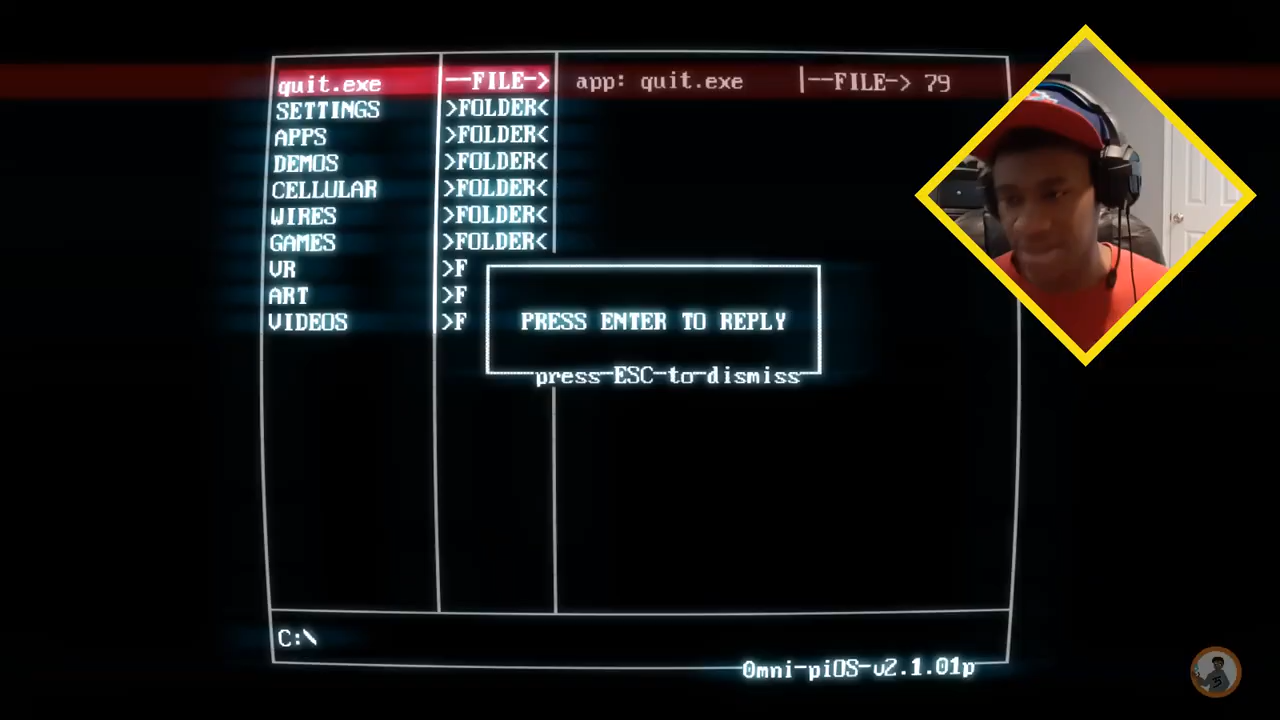 quit.exe --FILE-> app: quit.exe |--FILE-> 79
SETTINGS >FOLDER<
APPS >FOLDER<
DEMOS >FOLDER<
CELLULAR >FOLDER<
WIRES >FOLDER<
GAMES >FOLDER<
VR >F
ART >F
VIDEOS >F
PRESS ENTER TO REPLY
press-ESC-to-dismiss
C:\
0mni-piOS-v2.1.01p